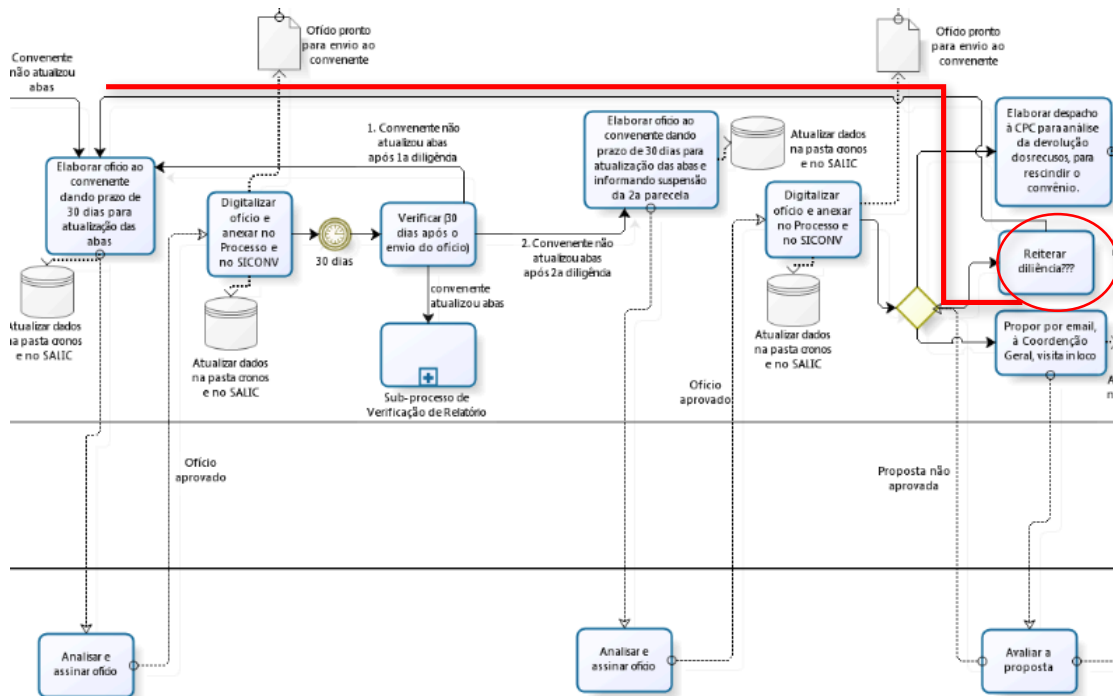 Convenente
não atualizou
abas
Ofído pronto
para envio ao
convenente
Ofído pronto
para envio ao
convenente
1. Convenente não
atualizou abas
após 1a diligênda
Elaborar ofício ao
convenente dando
prazo de 30 dias para
atualização das abas e
informando suspensão
da 2a parcela
Atualizar dados
na pasta cronos
e no SALIC
Elaborar despacho
à CPC para análise
da devolução
dosrecusos, para
rescindir o
convênio.
Elaborar ofício ao
convenente
dando prazo de
30 dias para
atualização das
abas
Digitalizar
ofício e
anexar no
Processo e
no SICONV
30 dias
Verificar (30
dias após o
envio do ofício)
2.Convenente não
atualizou abas
após 2a diligênda
Digitalizar
ofício e anexar
no Processo e
no SICONV
Reiterar
diliência???
convenente
atualizou abas
Atualizar dados
na pasta cronos
e no SALIC
Atualizar dados
na pasta cronos
e no SALIC
Atualizar dados
na pasta cronos
e no SALIC
Propor por email,
à Coordenção
Geral, visita in loco
Sub-processo de
Verificação de Relatório
Ofício
aprovado
Ofício
aprovado
Proposta não
aprovada
Analisar e
assinar ofício
Analisar e
assinar ofício
Avaliar a
proposta